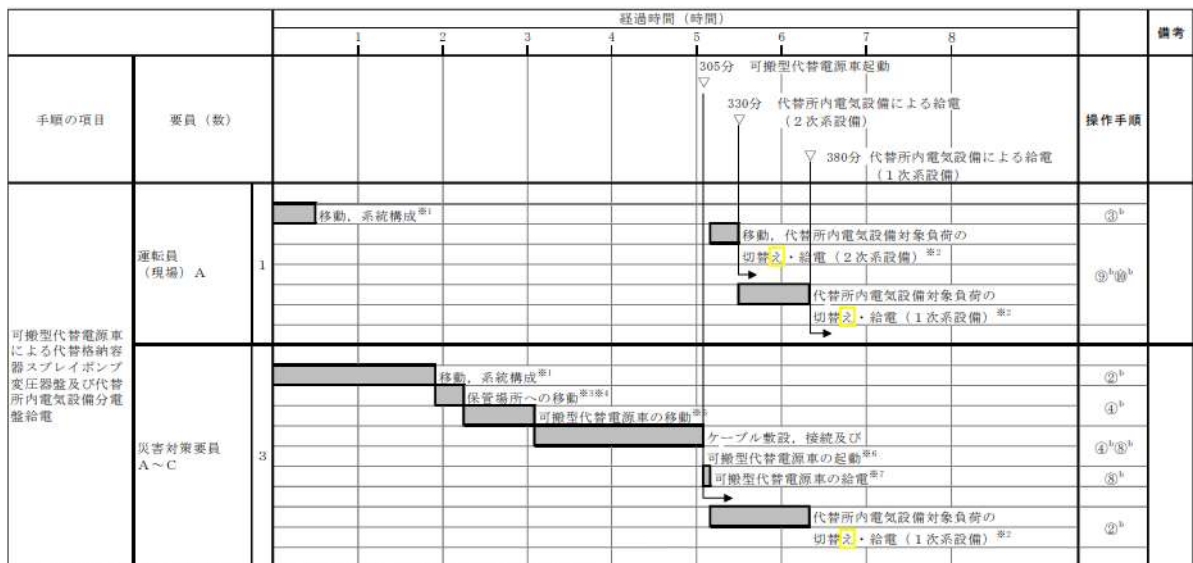 経過時間（時間）
備考
1 2 3 4 5 6 7 8
手順の項目
要員（数）
305分 可搬型代替電源車起動
330分 代替所内電気設備による給電
（２次系設備）
380分 代替所内電気設備による給電
（１次系設備）
操作手順
可搬型代替電源車
による代替格納容
器スプレイポンプ
変圧器盤及び代替
所内電気設備分電
盤給電
運転員
（現場）A
1
移動，系統構成※1
③b
移動，代替所内電気設備対象負荷の
切替え・給電（２次系設備）※2
⑨b⑩b
代替所内電気設備対象負荷の
切替え・給電（１次系設備）※2
災害対策要員
A～C
3
移動，系統構成※1
②b
保管場所への移動※3※4
④b
可搬型代替電源車の移動※5
ケーブル敷設，接続及び
可搬型代替電源車の起動※6
④b⑧b
可搬型代替電源車の給電※7
⑧b
代替所内電気設備対象負荷の
切替え・給電（１次系設備）※2
②b